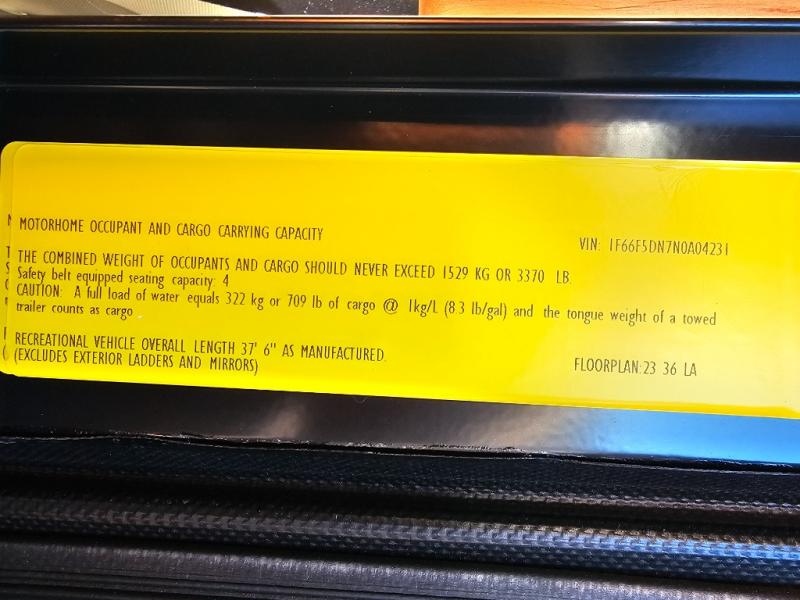 MOTORHOME OCCUPANT AND CARGO CARRYING CAPACITY
VIN: 1F66F5DN7N0A04231
THE COMBINED WEIGHT OF OCCUPANTS AND CARGO SHOULD NEVER EXCEED 1529 KG OR 3370 LB.
Safety belt equipped seating capacity: 4
CAUTION: A full load of water equals 322 kg or 709 lb of cargo @ 1kg/L (8.3 lb/gal) and the tongue weight of a towed
trailer counts as cargo
RECREATIONAL VEHICLE OVERALL LENGTH 37' 6" AS MANUFACTURED.
(EXCLUDES EXTERIOR LADDERS AND MIRRORS)
FLOORPLAN:23 36 LA